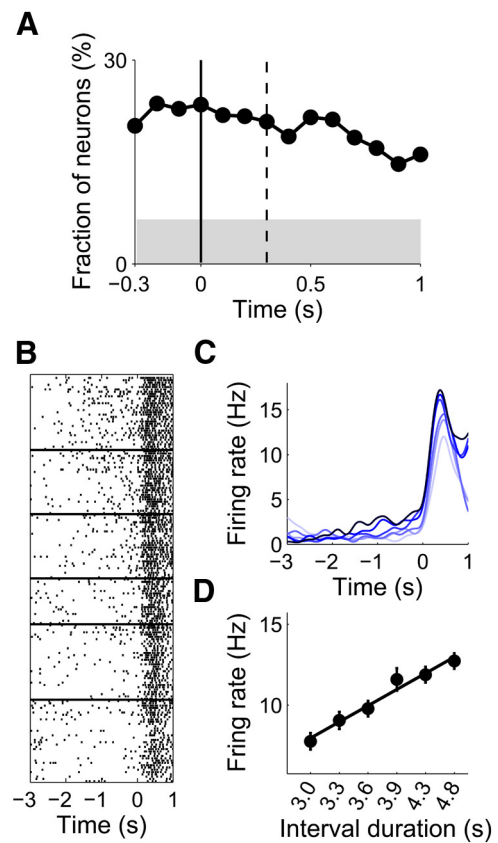 A
Fraction of neurons (%)
30
0
−0.3 0 0.5 1
Time (s)
B
−3 −2 −1 0 1
Time (s)
C
Firing rate (Hz)
15
10
5
0
−3 −2 −1 0 1
Time (s)
D
Firing rate (Hz)
15
10
3.0 3.3 3.6 3.9 4.3 4.8
Interval duration (s)